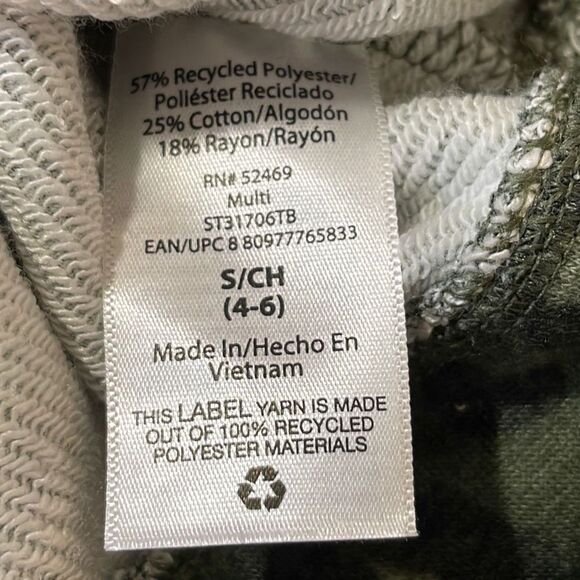 57% Recycled Polyester/
Poliéster Reciclado
25% Cotton/Algodón
18% Rayon/Rayón
RN# 52469
Multi
ST31706TB
EAN/UPC 8 80977765833
S/CH
(4-6)
Made In/Hecho En
Vietnam
THIS LABEL YARN IS MADE
OUT OF 100% RECYCLED
POLYESTER MATERIALS